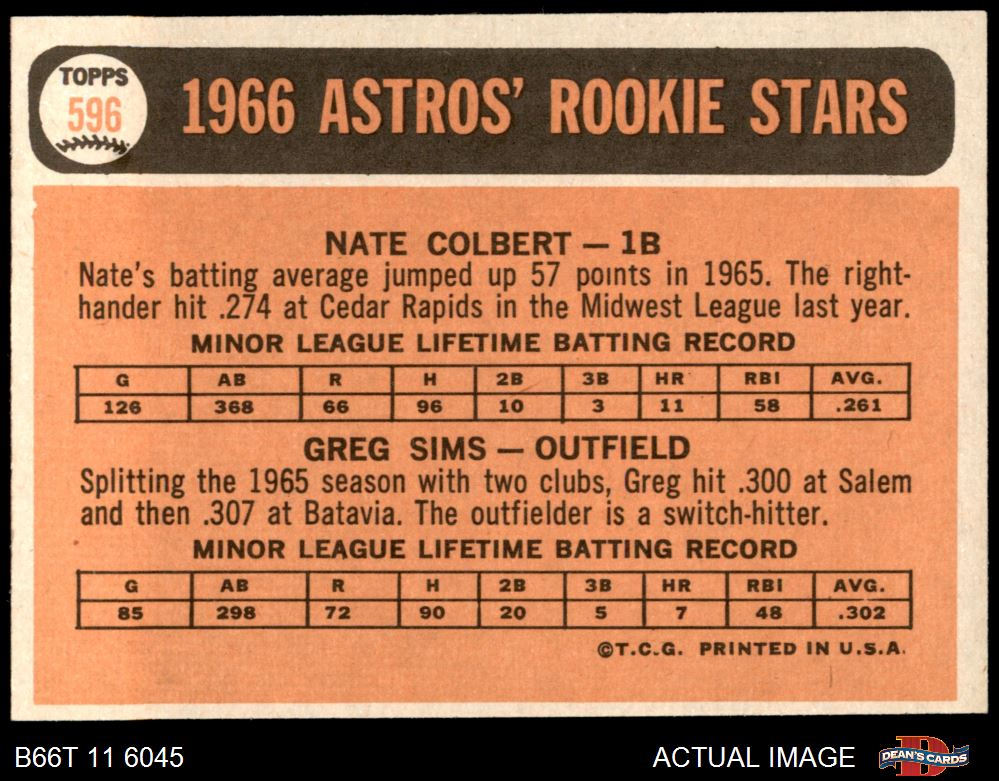 TOPPS
596
1966 ASTROS' ROOKIE STARS
NATE COLBERT — 1B
Nate's batting average jumped up 57 points in 1965. The right-
hander hit .274 at Cedar Rapids in the Midwest League last year.
MINOR LEAGUE LIFETIME BATTING RECORD
G AB R H 2B 3B HR RBI AVG.
126 368 66 96 10 3 11 58 .261
GREG SIMS — OUTFIELD
Splitting the 1965 season with two clubs, Greg hit .300 at Salem
and then .307 at Batavia. The outfielder is a switch-hitter.
MINOR LEAGUE LIFETIME BATTING RECORD
G AB R H 2B 3B HR RBI AVG.
85 298 72 90 20 5 7 48 .302
©T.C.G. PRINTED IN U.S.A.
B66T 11 6045 ACTUAL IMAGE D DEAN'S CARDS